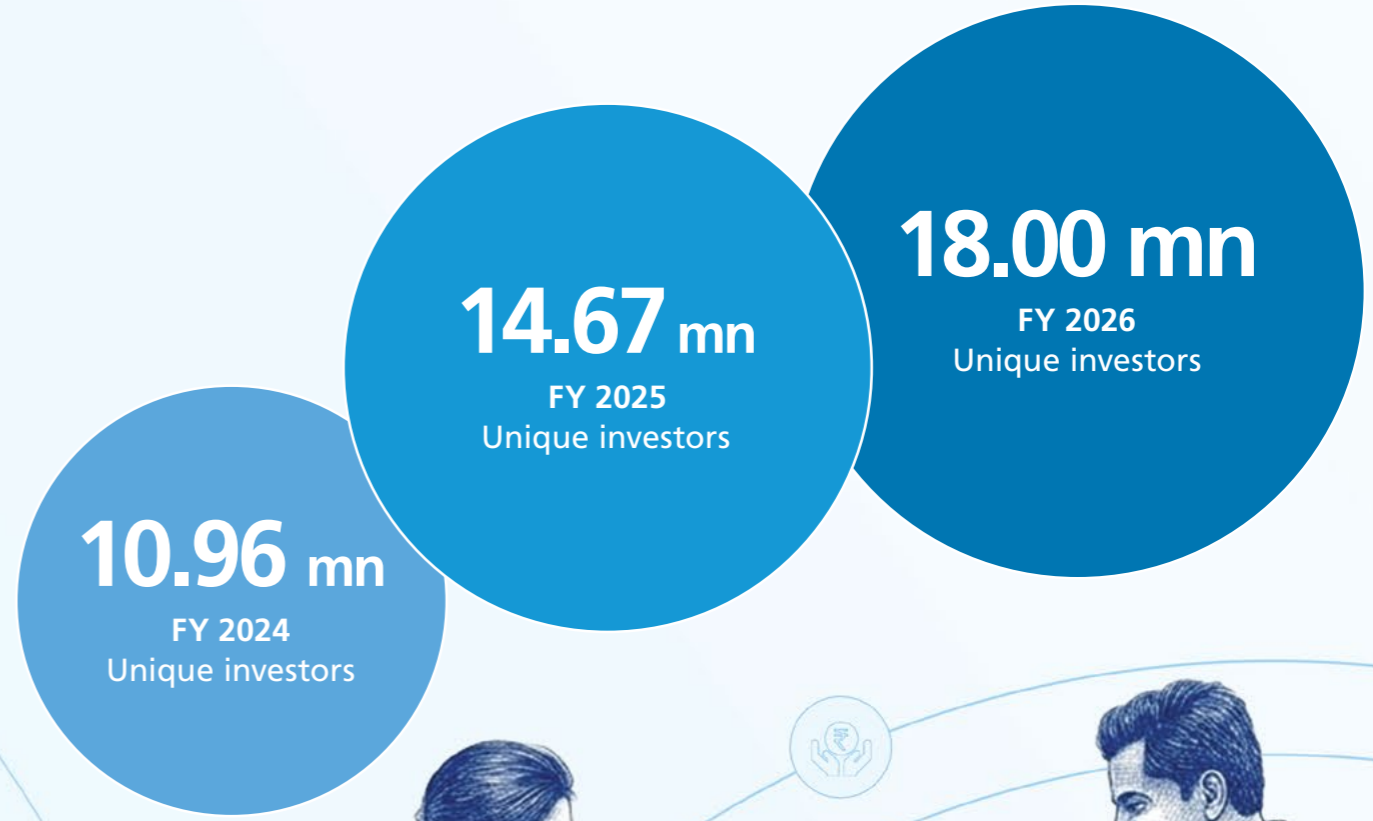 10.96 mn
FY 2024
Unique investors
14.67 mn
FY 2025
Unique investors
18.00 mn
FY 2026
Unique investors
₹